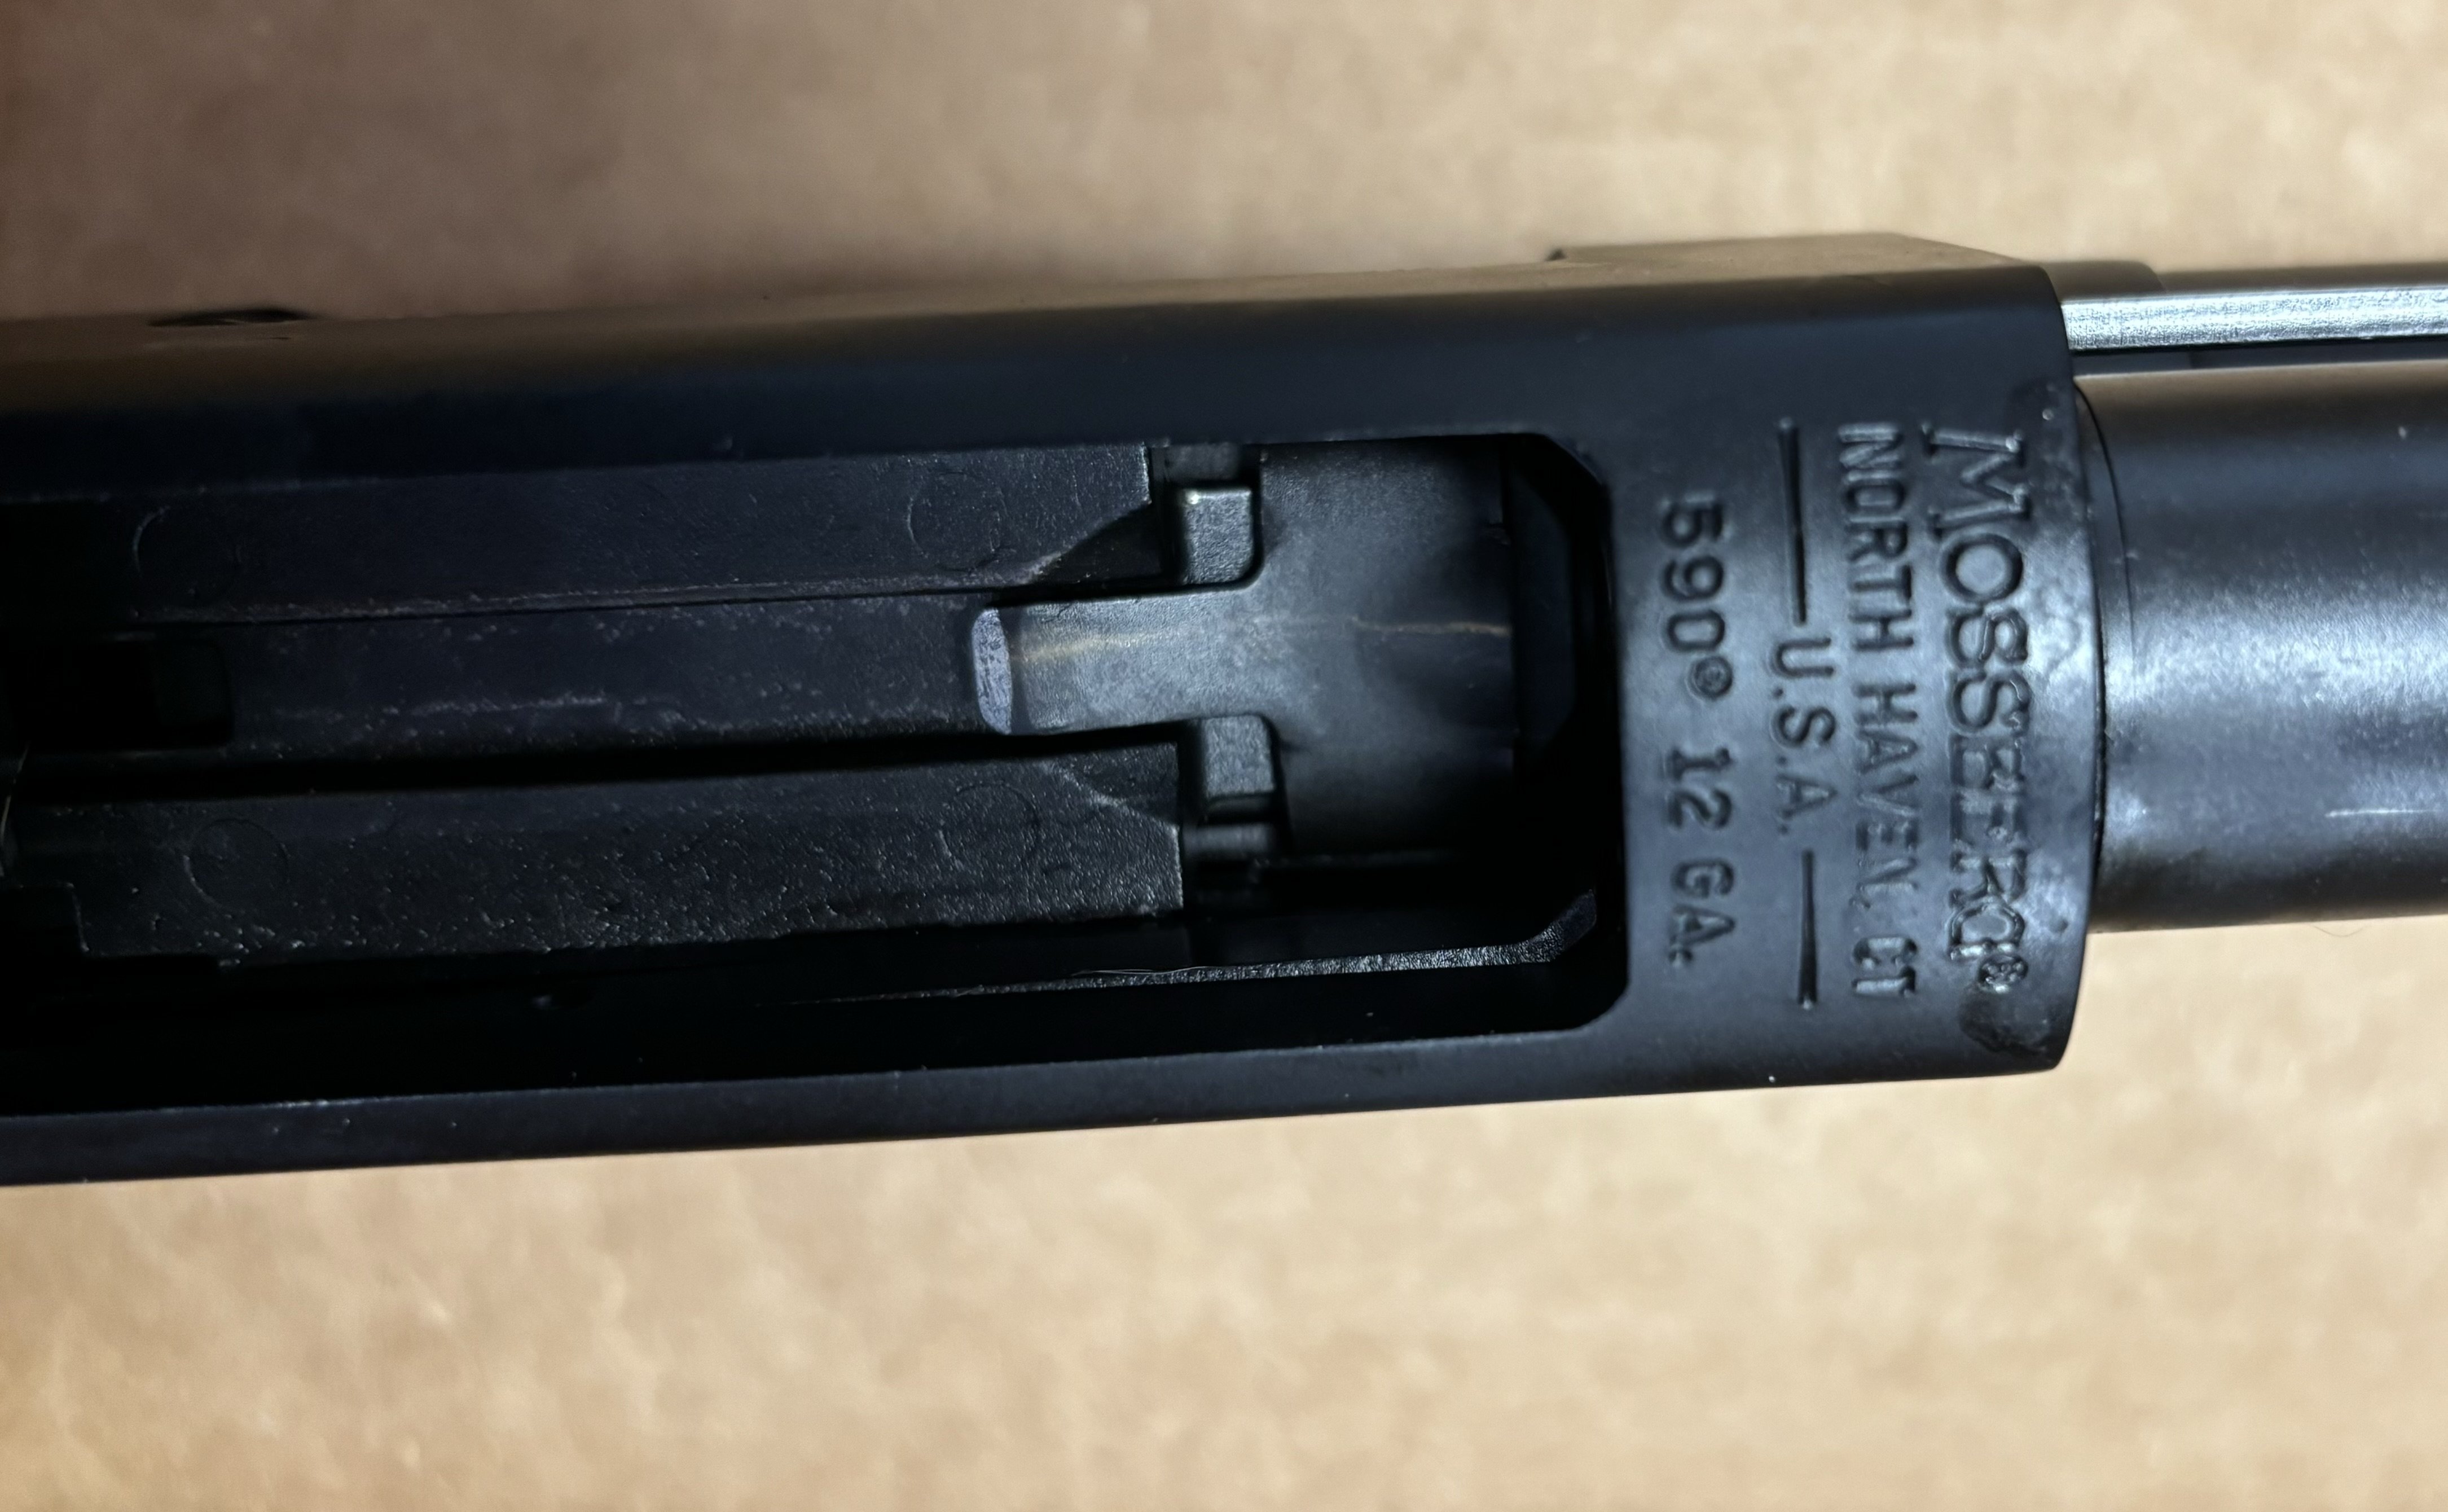 MOSSBERG®
NORTH HAVEN, CT
U.S.A.
590® 12 GA.